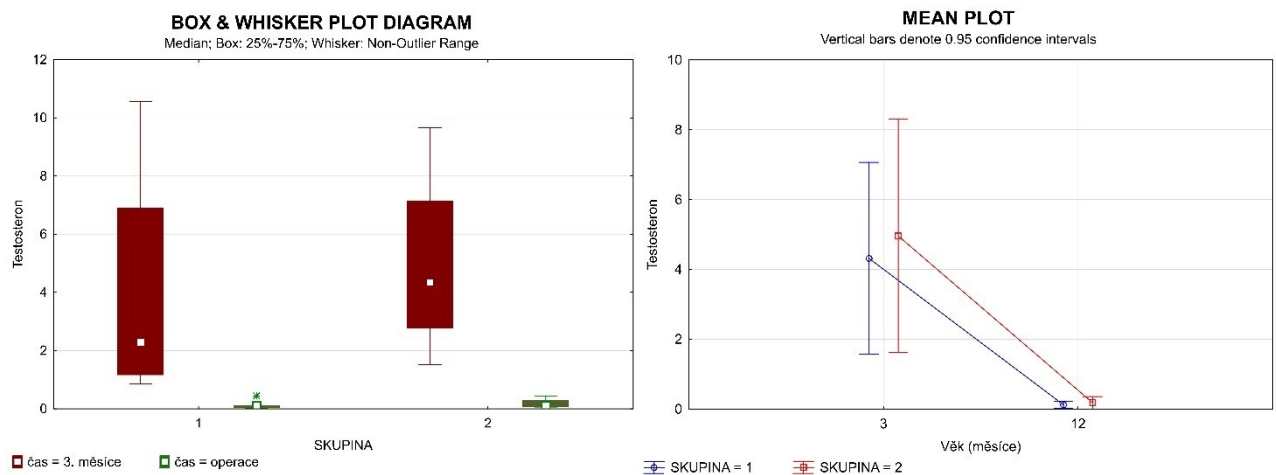 BOX & WHISKER PLOT DIAGRAM
Median; Box: 25%-75%; Whisker: Non-Outlier Range
12
10
8
6
4
2
0
Testosteron
1
2
SKUPINA
čas = 3. měsíce
čas = operace
MEAN PLOT
Vertical bars denote 0.95 confidence intervals
10
8
6
4
2
0
Testosteron
3
12
Věk (měsíce)
SKUPINA = 1
SKUPINA = 2